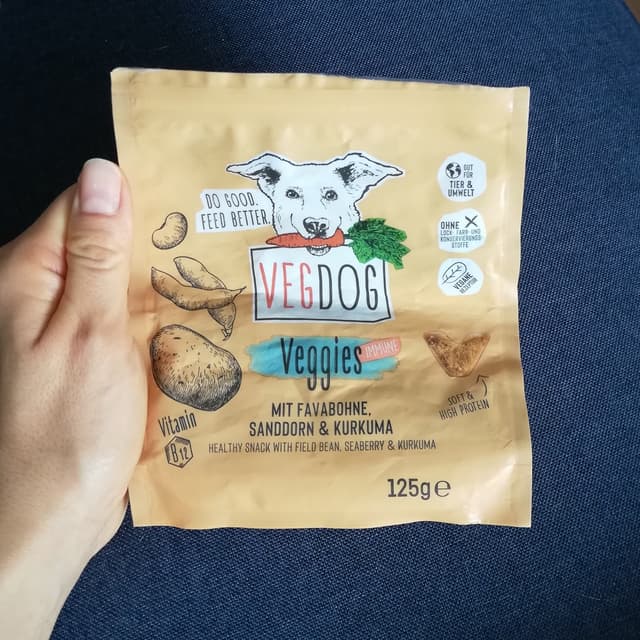 DO GOOD.
FEED BETTER.
VEGDOG
Veggies
IMMUNE
MIT FAVABOHNE,
SANDDORN & KURKUMA
HEALTHY SNACK WITH FIELD BEAN, SEABERRY & KURKUMA
125g e
Vitamin
B12
GUT
FÜR
TIER &
UMWELT
OHNE
LOCK-, FARB- UND
KONSERVIERUNGS
STOFFE
VEGANE
REZEPTUR
SOFT &
HIGH PROTEIN